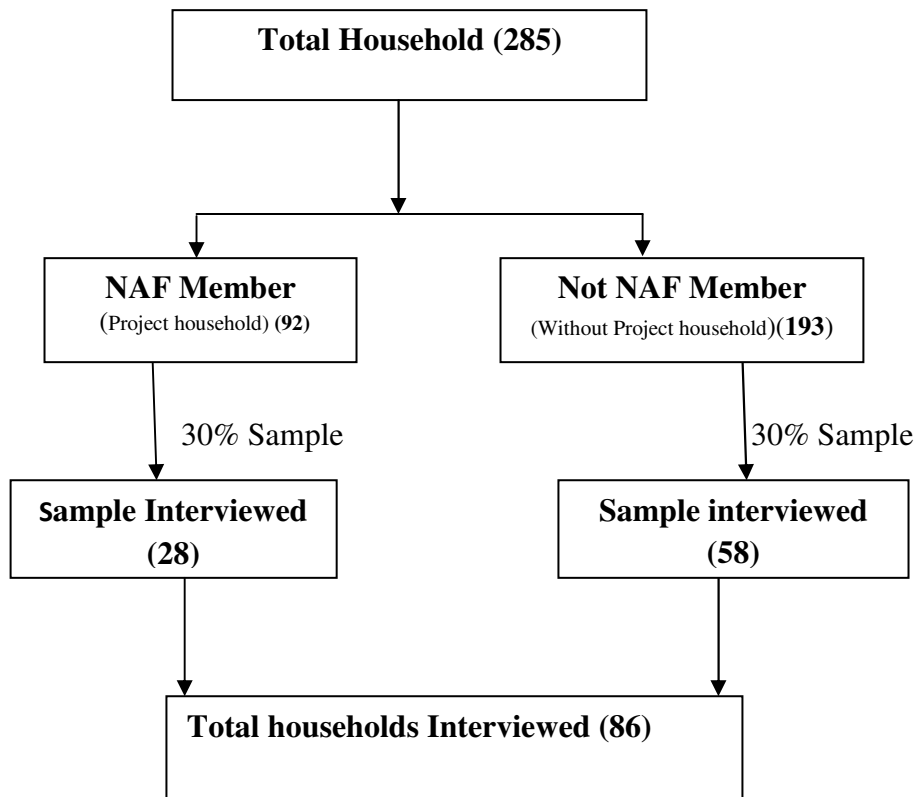 Total Household (285)
NAF Member
(Project household) (92)
Not NAF Member
(Without Project household)(193)
30% Sample
30% Sample
Sample Interviewed
(28)
Sample interviewed
(58)
Total households Interviewed (86)